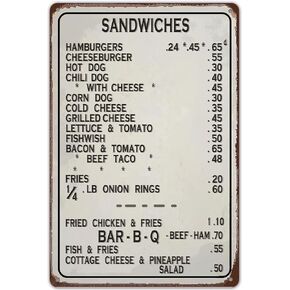 SANDWICHES
HAMBURGERS .24 *.45 * .65¢
CHEESEBURGER .55
HOT DOG .30
CHILI DOG .40
* WITH CHEESE * .45
CORN DOG .30
COLD CHEESE .35
GRILLED CHEESE .45
LETTUCE & TOMATO .35
FISHWISH .50
BACON & TOMATO .65
* BEEF TACO * .48
* * * *
FRIES .20
1/4 . LB ONION RINGS .60
FRIED CHICKEN & FRIES 1.10
BAR-B-Q -BEEF-HAM .70
FISH & FRIES .55
COTTAGE CHEESE & PINEAPPLE
SALAD .50